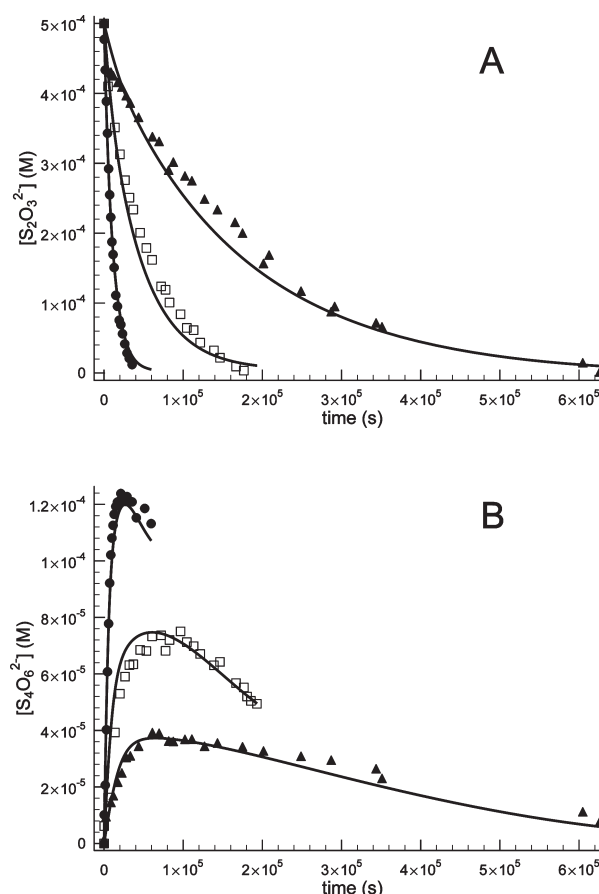 A
5×10⁻⁴
4×10⁻⁴
3×10⁻⁴
2×10⁻⁴
1×10⁻⁴
0
[S₂O₃²⁻] (M)
0 1×10⁵ 2×10⁵ 3×10⁵ 4×10⁵ 5×10⁵ 6×10⁵
time (s)
B
1.2×10⁻⁴
1×10⁻⁴
8×10⁻⁵
6×10⁻⁵
4×10⁻⁵
2×10⁻⁵
0
[S₄O₆²⁻] (M)
0 1×10⁵ 2×10⁵ 3×10⁵ 4×10⁵ 5×10⁵ 6×10⁵
time (s)